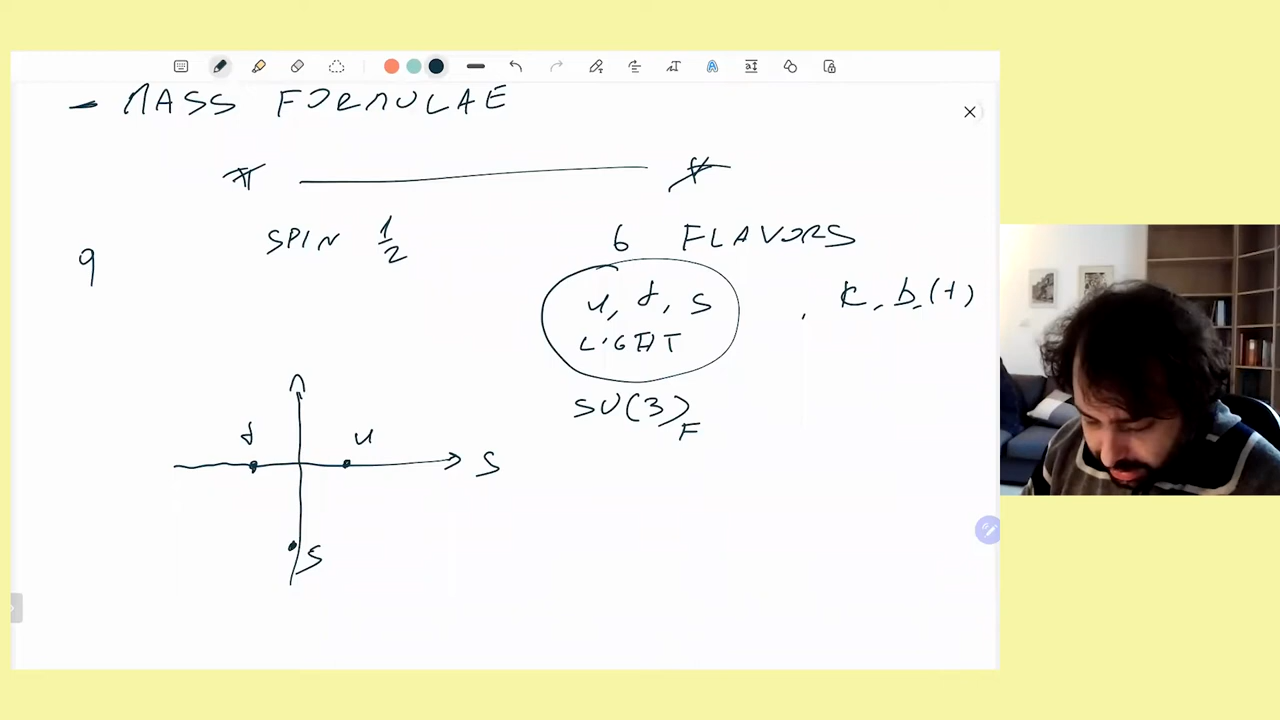 - MASS FORMULAE
SPIN 1/2 6 FLAVORS
q
u, d, s , c, b, (t)
LIGHT
SU(3)F
d u
S
s